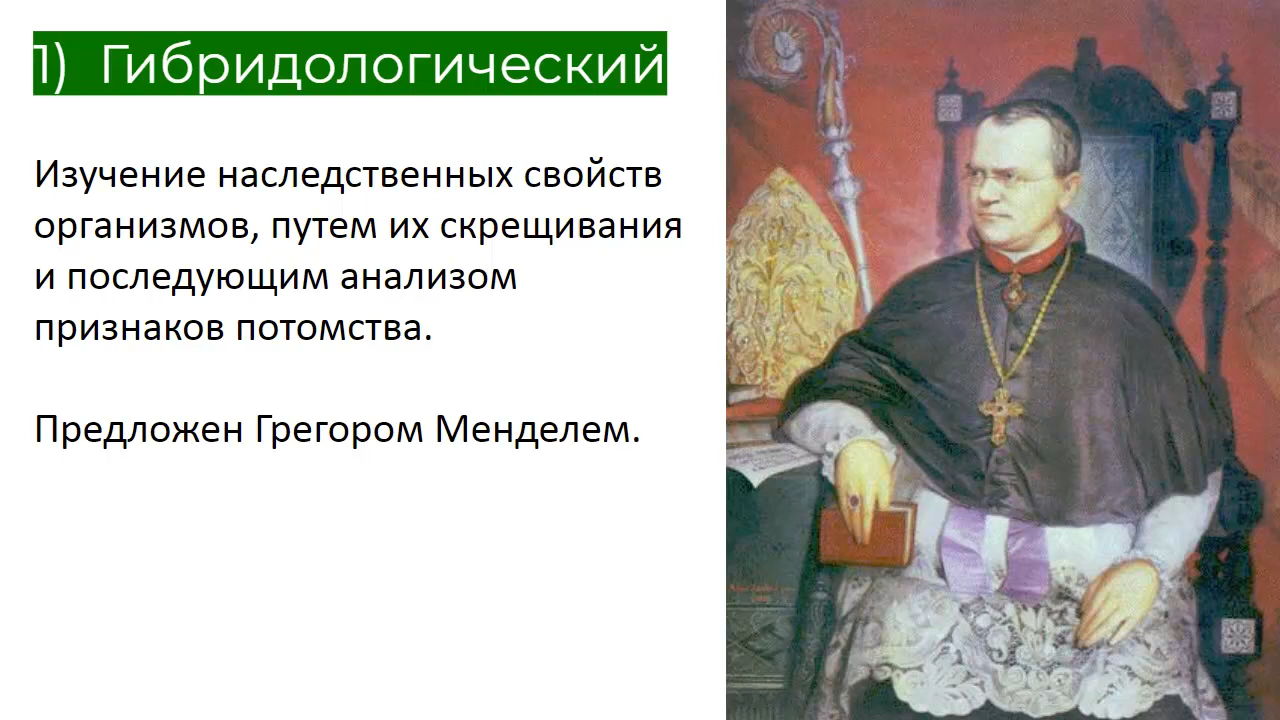 1) Гибридологический
Изучение наследственных свойств
организмов, путем их скрещивания
и последующим анализом
признаков потомства.
Предложен Грегором Менделем.